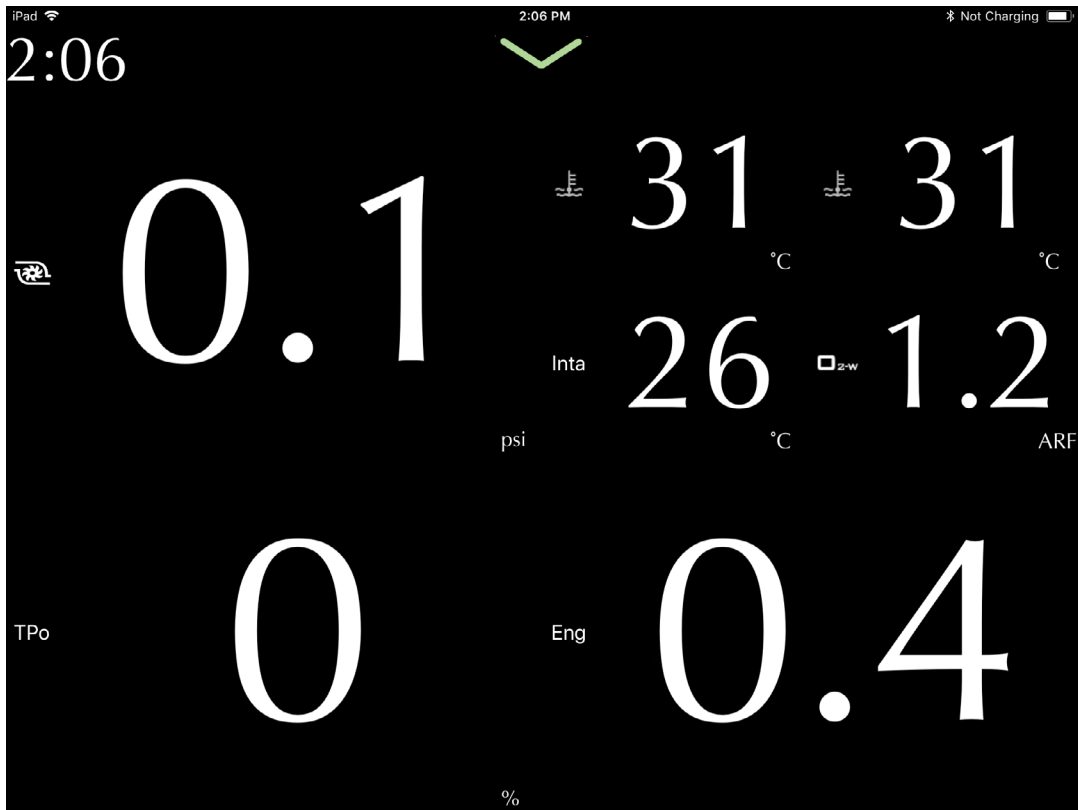 iPad 2:06 PM Not Charging
2:06
0.1
psi
31
°C
31
°C
Inta
26
°C
O2-W
1.2
ARF
TPo
0
%
Eng
0.4